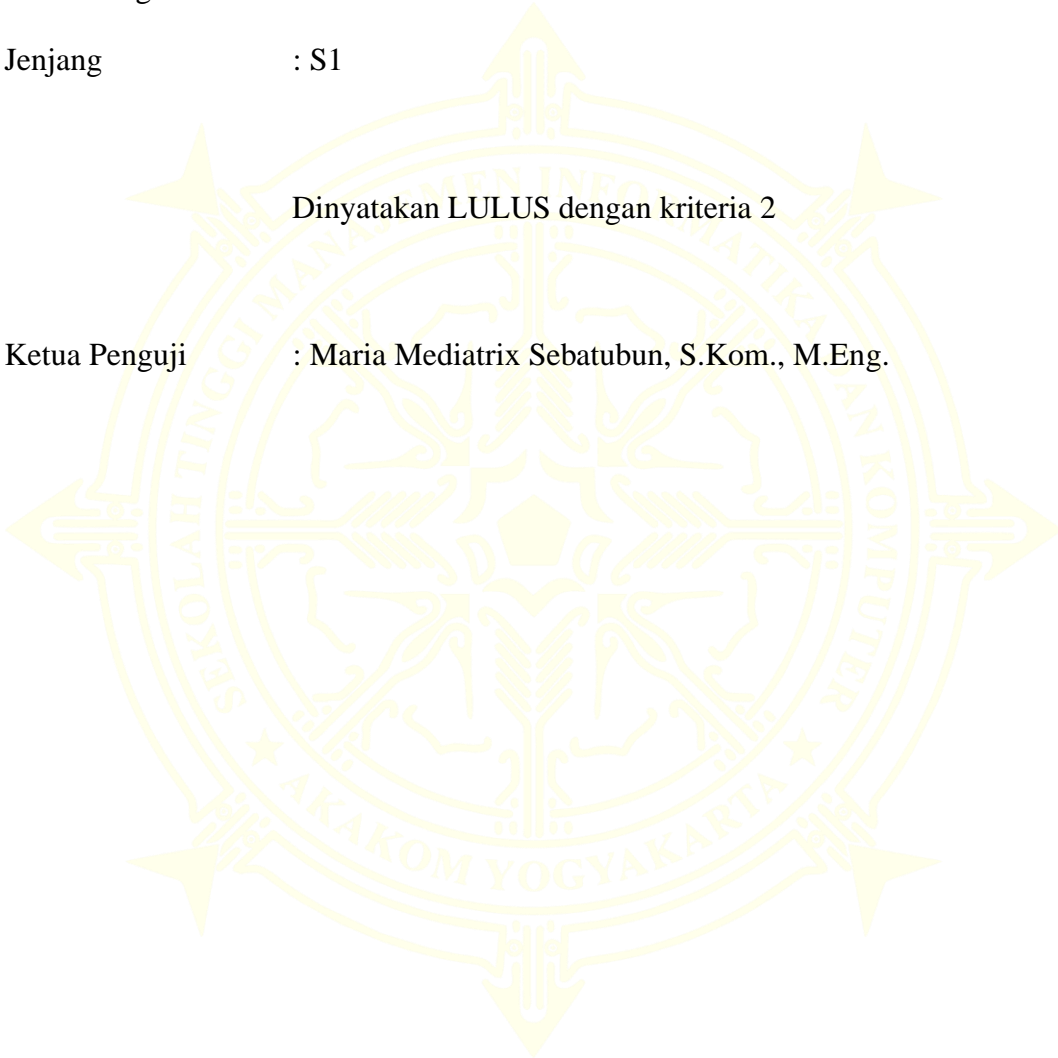 Jenjang : S1
Dinyatakan LULUS dengan kriteria 2
Ketua Penguji : Maria Mediatrix Sebatubun, S.Kom., M.Eng.
SEKOLAH TINGGI MANAJEMEN INFORMATIKA DAN KOMPUTER
★ AKAKOM YOGYAKARTA ★